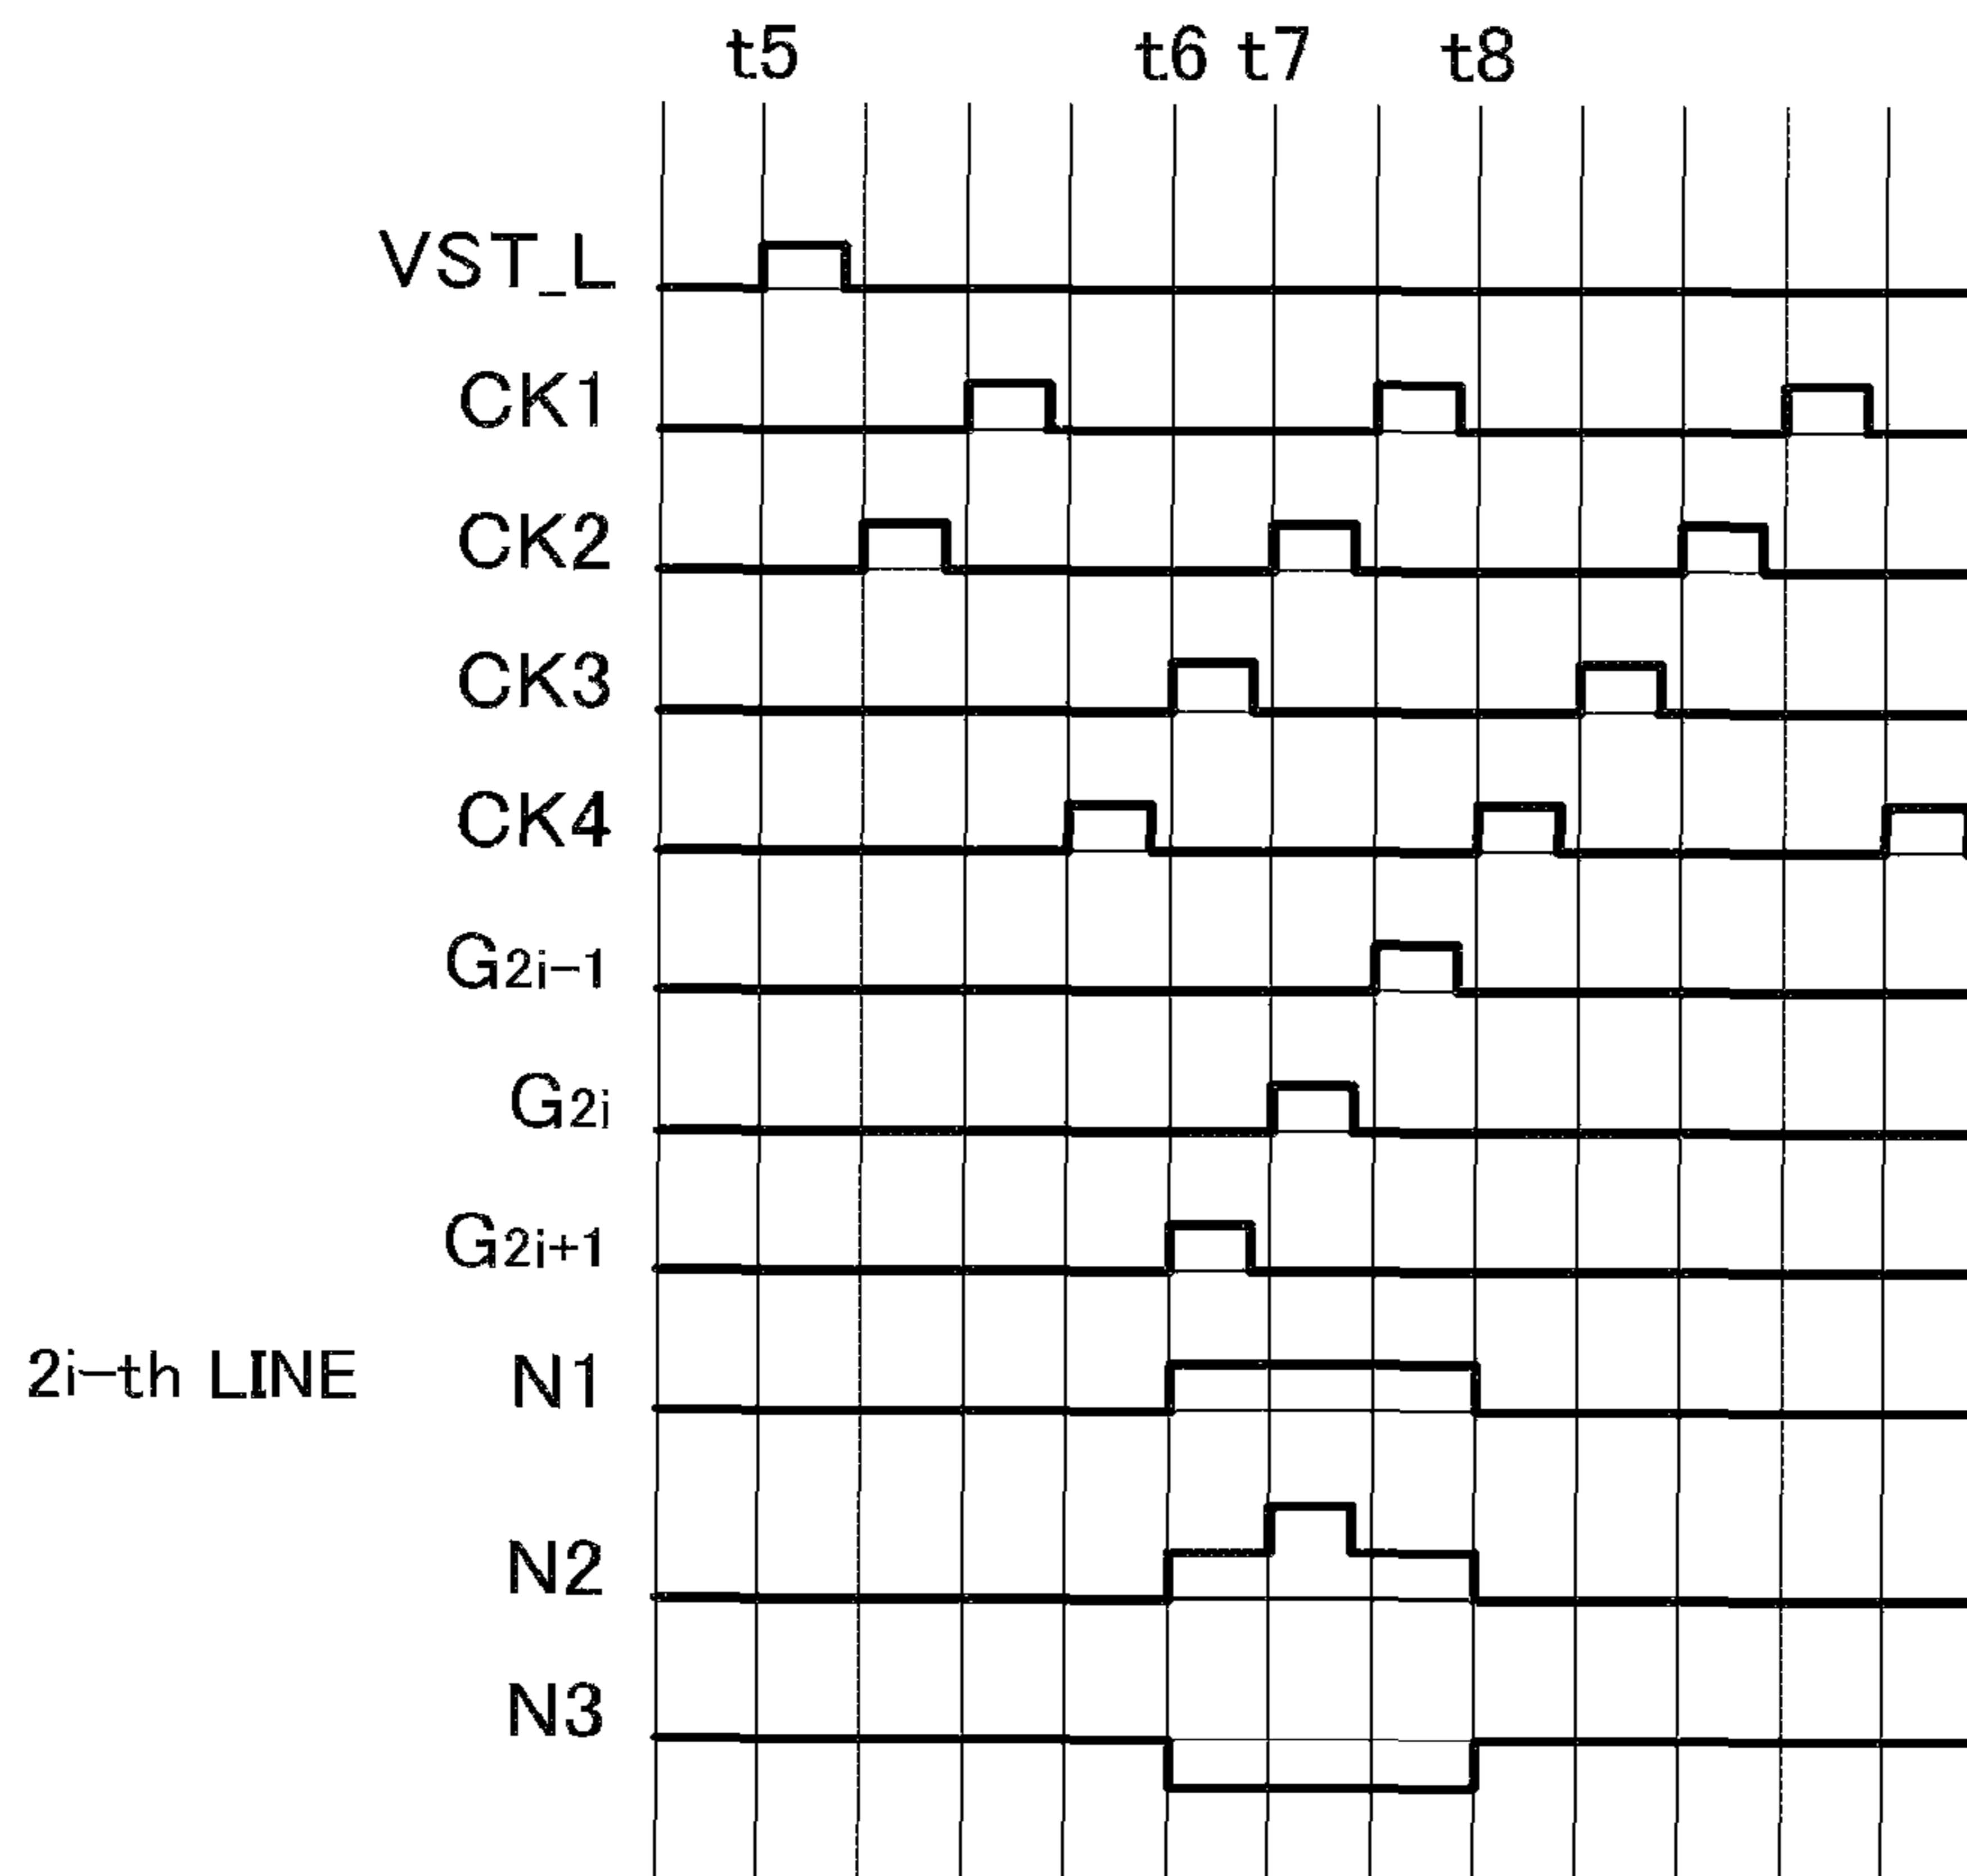 t5 t6 t7 t8
VST_L
CK1
CK2
CK3
CK4
G2i-1
G2i
G2i+1
2i-th LINE N1
N2
N3